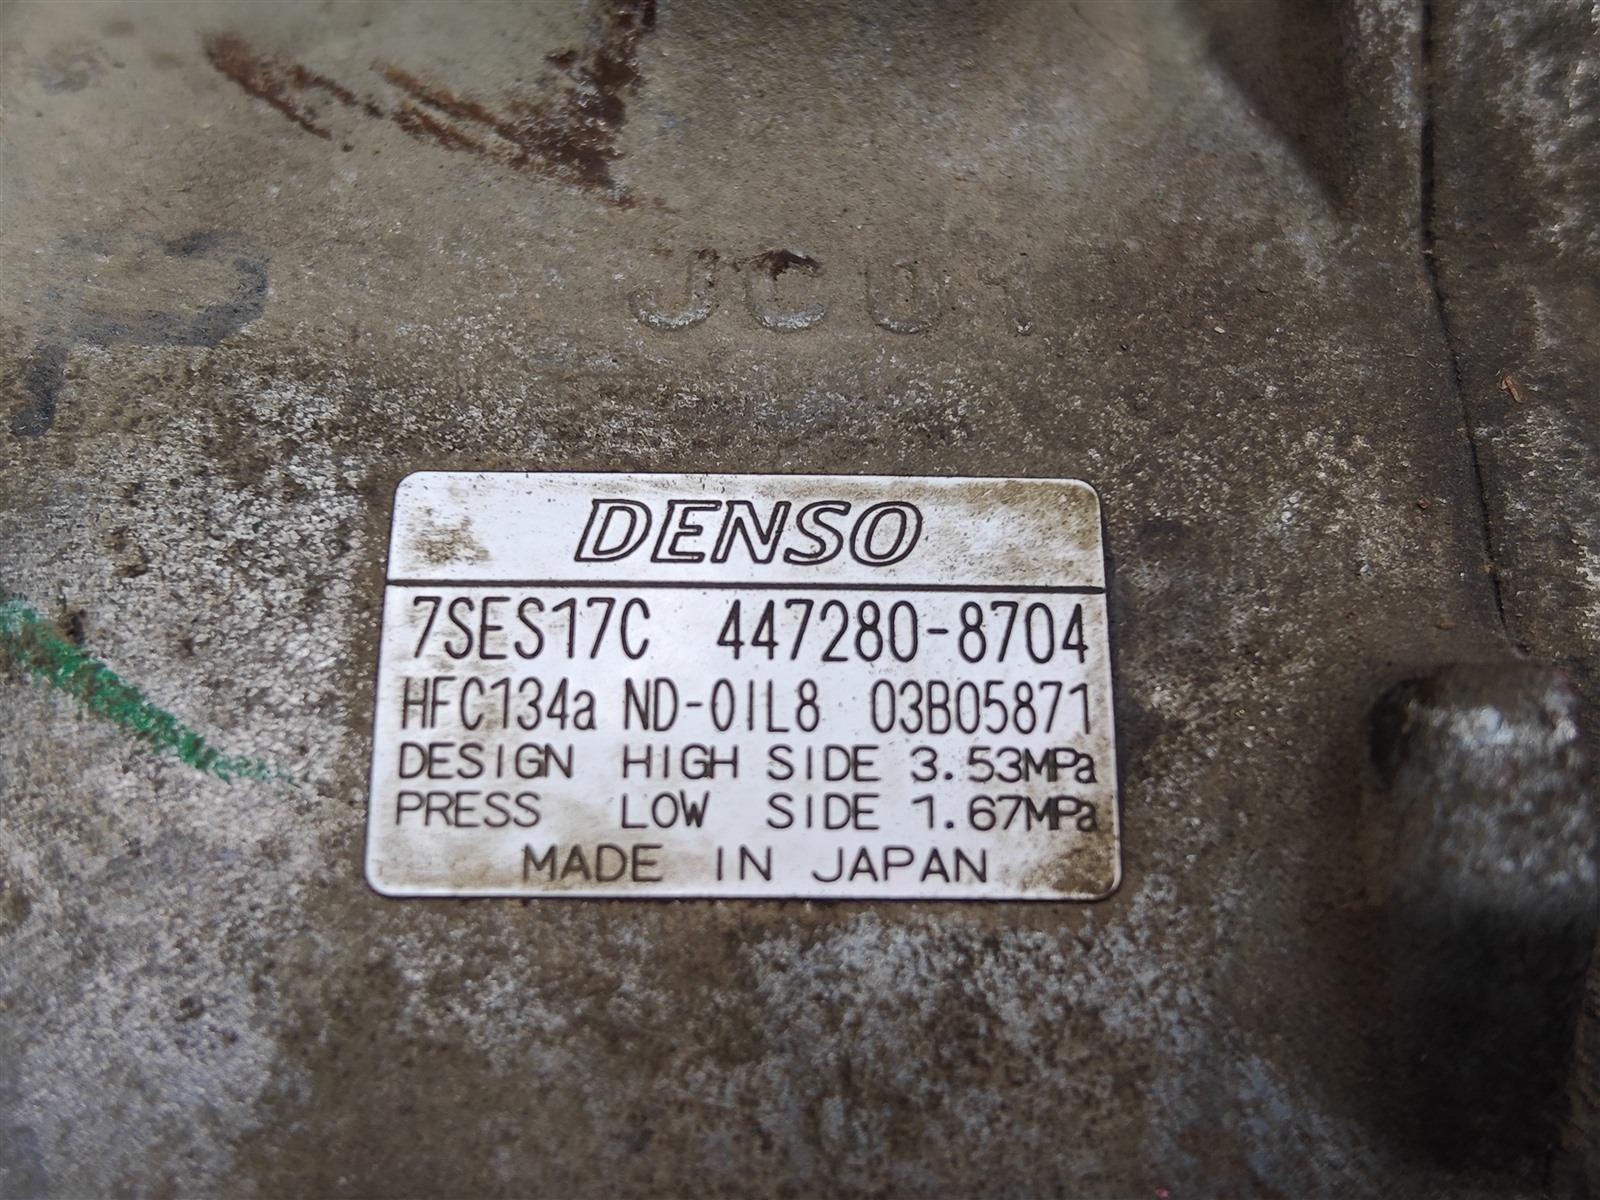 JC01
DENSO
7SES17C 447280-8704
HFC134a ND-OIL8 03B05871
DESIGN HIGH SIDE 3.53MPa
PRESS LOW SIDE 1.67MPa
MADE IN JAPAN